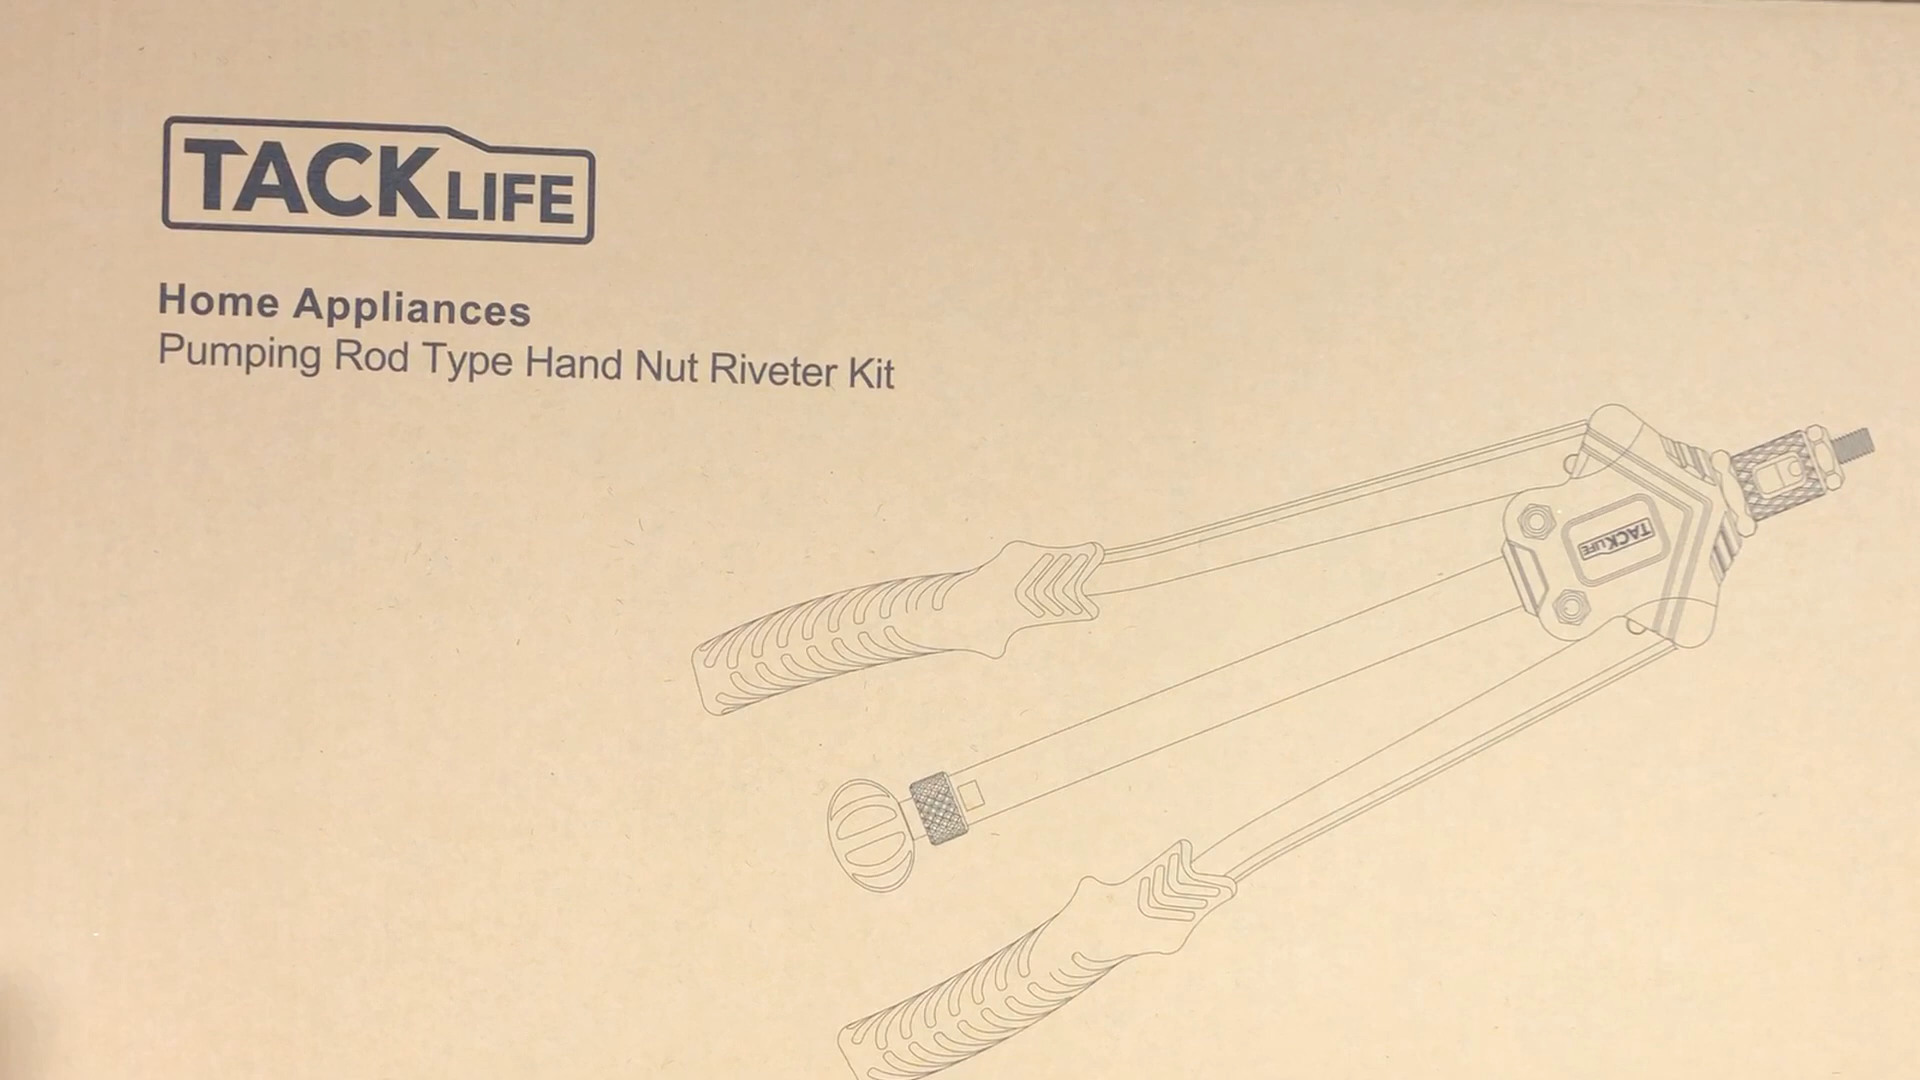 TACKLIFE
Home Appliances
Pumping Rod Type Hand Nut Riveter Kit
TACKLIFE